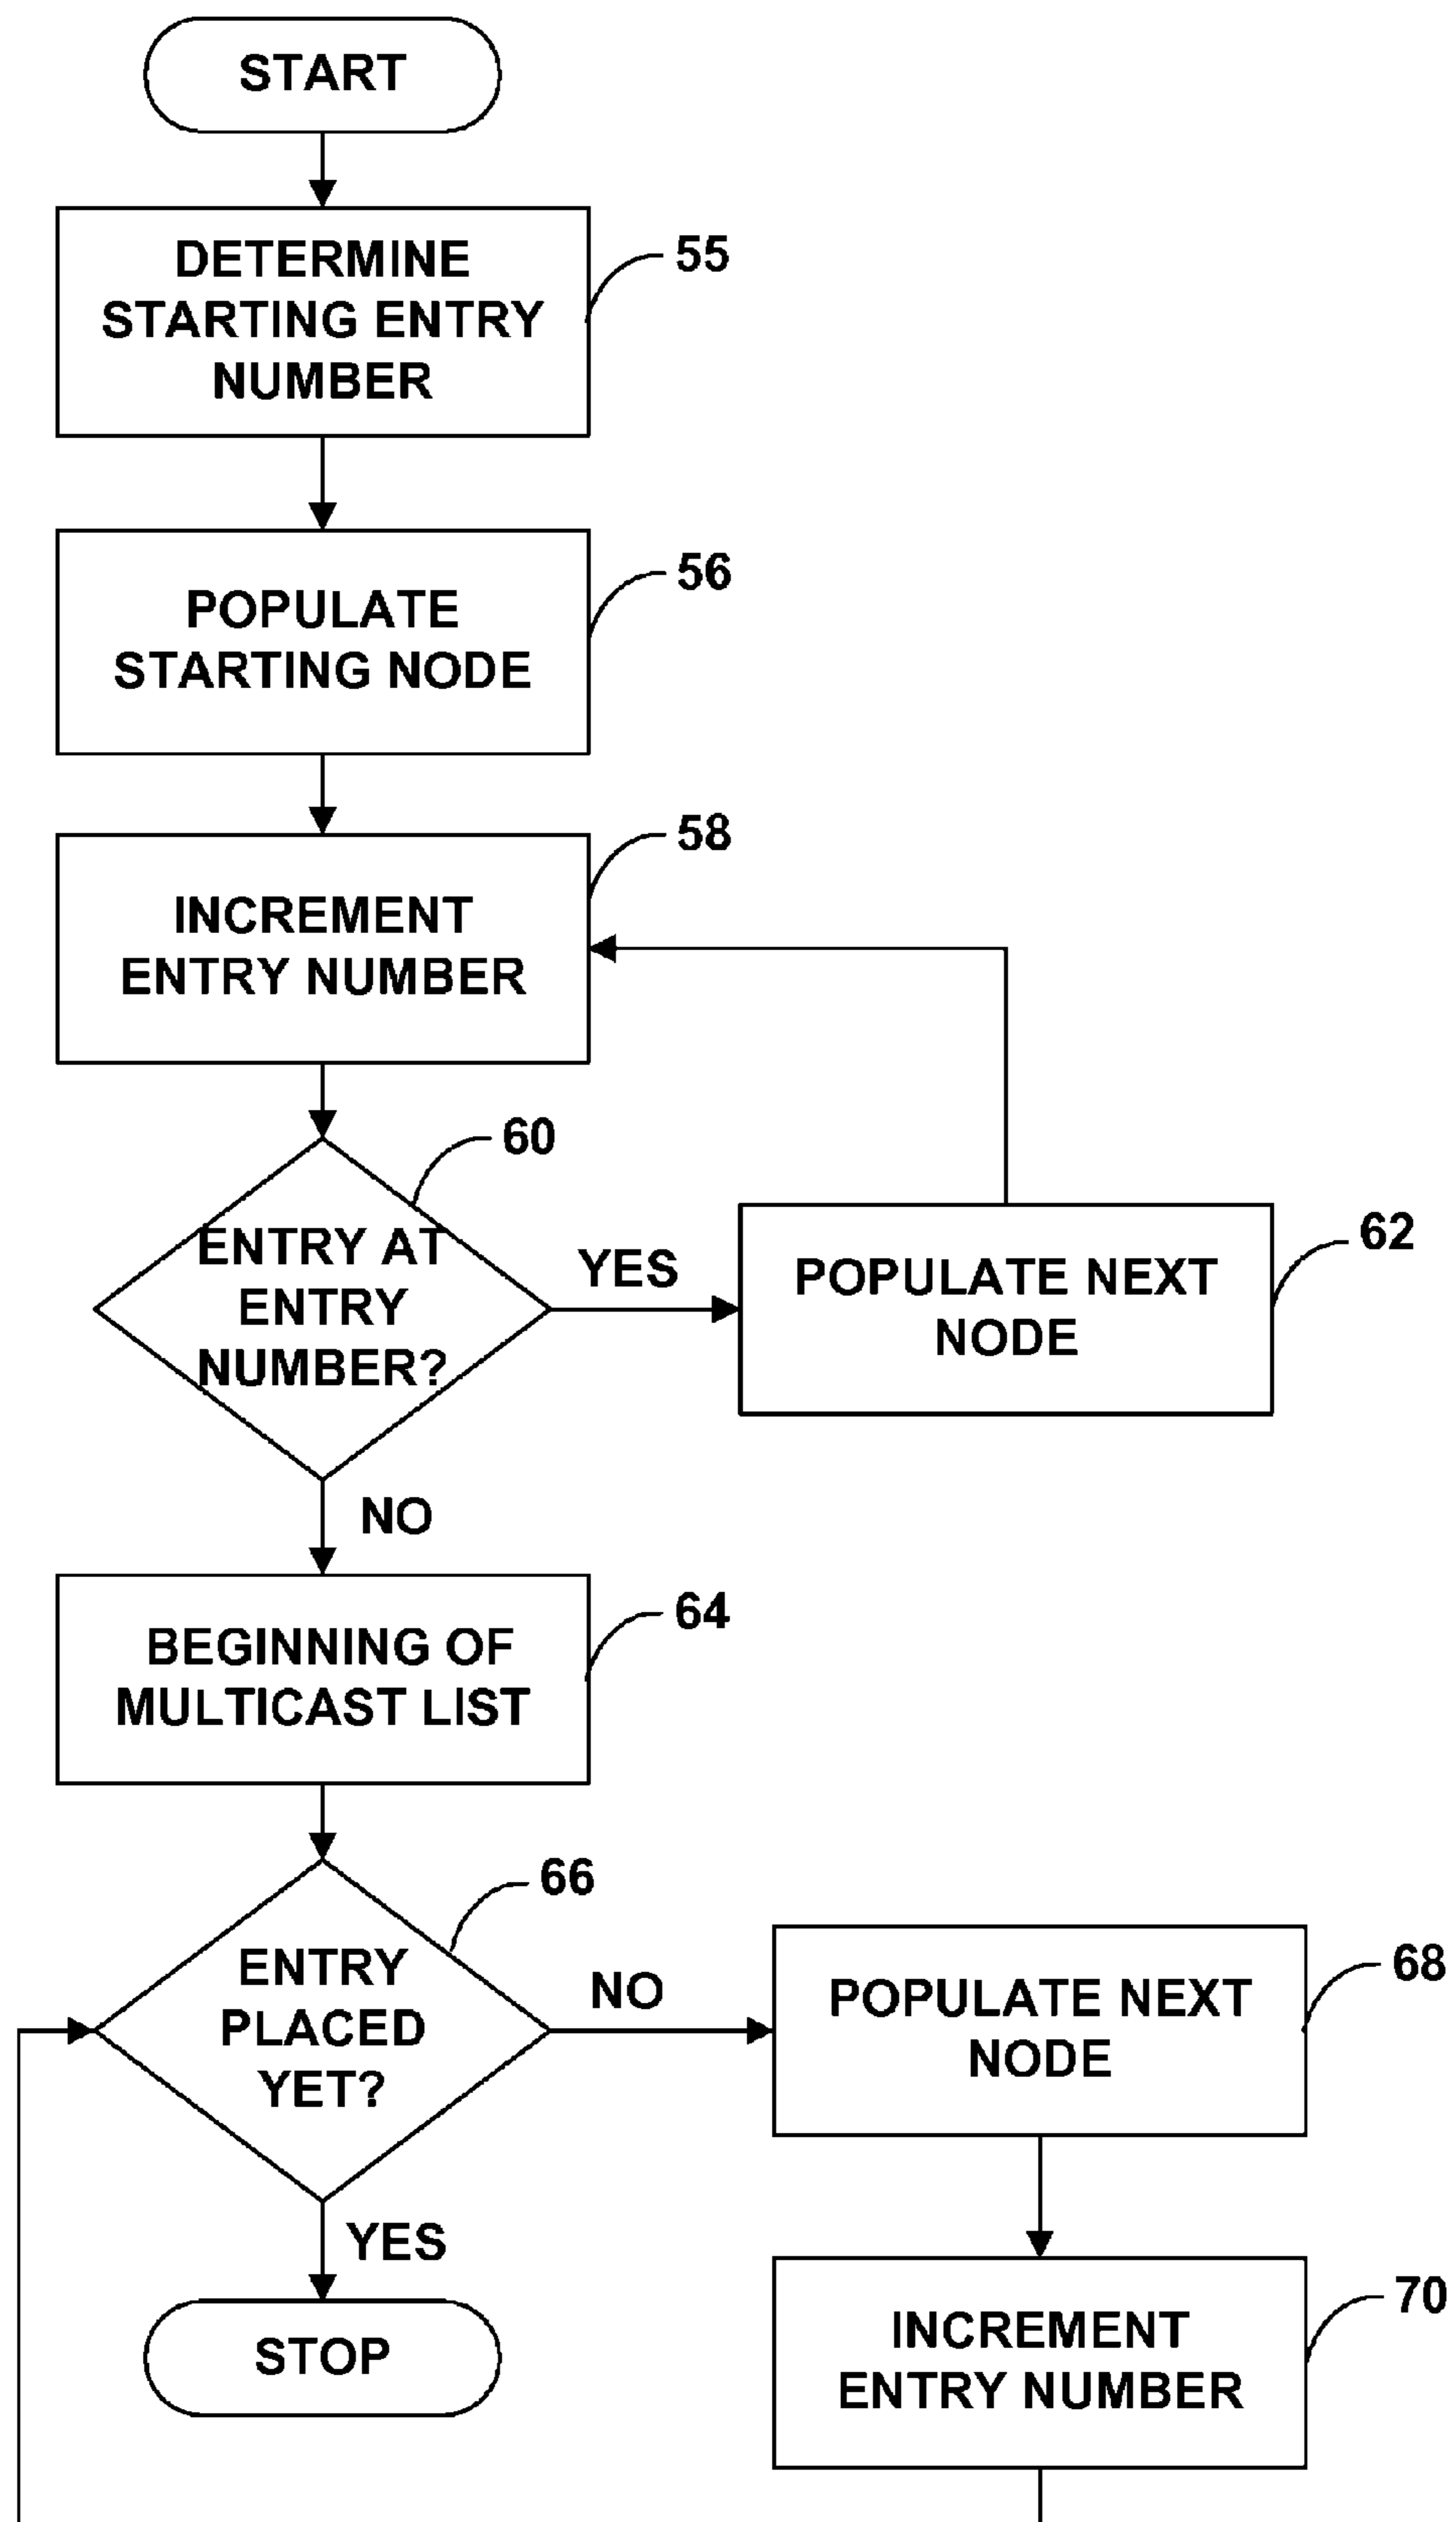 START
DETERMINE
STARTING ENTRY
NUMBER
55
POPULATE
STARTING NODE
56
INCREMENT
ENTRY NUMBER
58
ENTRY AT
ENTRY
NUMBER?
60
YES
POPULATE NEXT
NODE
62
NO
BEGINNING OF
MULTICAST LIST
64
ENTRY
PLACED
YET?
66
NO
POPULATE NEXT
NODE
68
YES
STOP
INCREMENT
ENTRY NUMBER
70